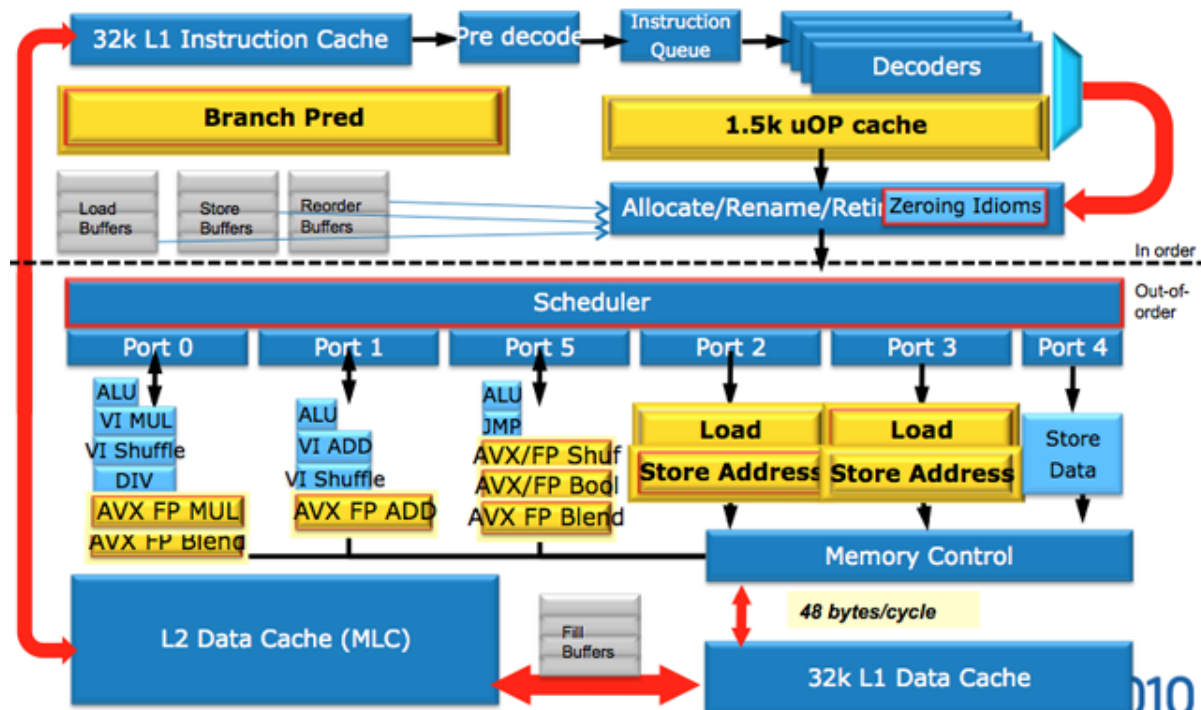 32k L1 Instruction Cache
Pre decode
Instruction
Queue
Decoders
Branch Pred
1.5k uOP cache
Load
Buffers
Store
Buffers
Reorder
Buffers
Allocate/Rename/Reti
Zeroing Idioms
In order
Out-of-
order
Scheduler
Port 0
Port 1
Port 5
Port 2
Port 3
Port 4
ALU
VI MUL
VI Shuffle
DIV
AVX FP MUL
AVX FP Blend
ALU
VI ADD
VI Shuffle
AVX FP ADD
ALU
JMP
AVX/FP Shuf
AVX/FP Bool
AVX FP Blend
Load
Store Address
Load
Store Address
Store
Data
Memory Control
48 bytes/cycle
L2 Data Cache (MLC)
Fill
Buffers
32k L1 Data Cache
010